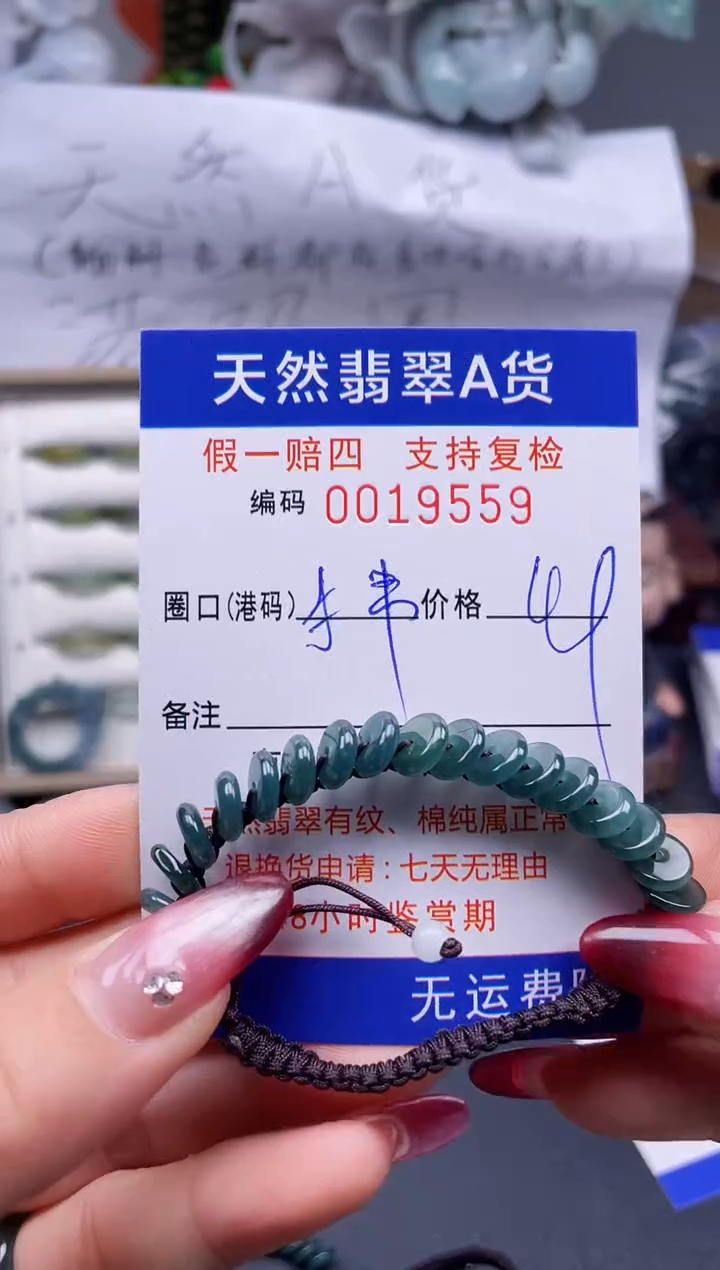 天然A货
天然翡翠A货
假一赔四 支持复检
编码 0019559
圈口(港码) 手串 价格
备注
天然翡翠有纹、棉纯属正常
退换货申请:七天无理由
48小时鉴赏期
无运费